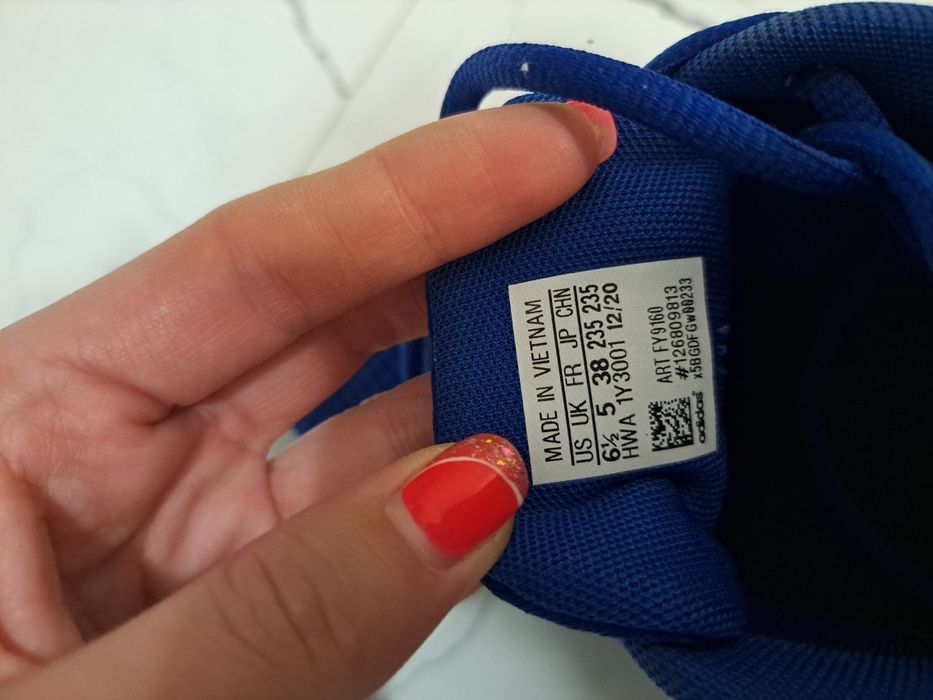 MADE IN VIETNAM
US UK FR JP CHN
6½ 5 38 235 235
HWA 1Y3001 12/20
ART FY9160
#126809813
x5BGDFGW00233
adidas